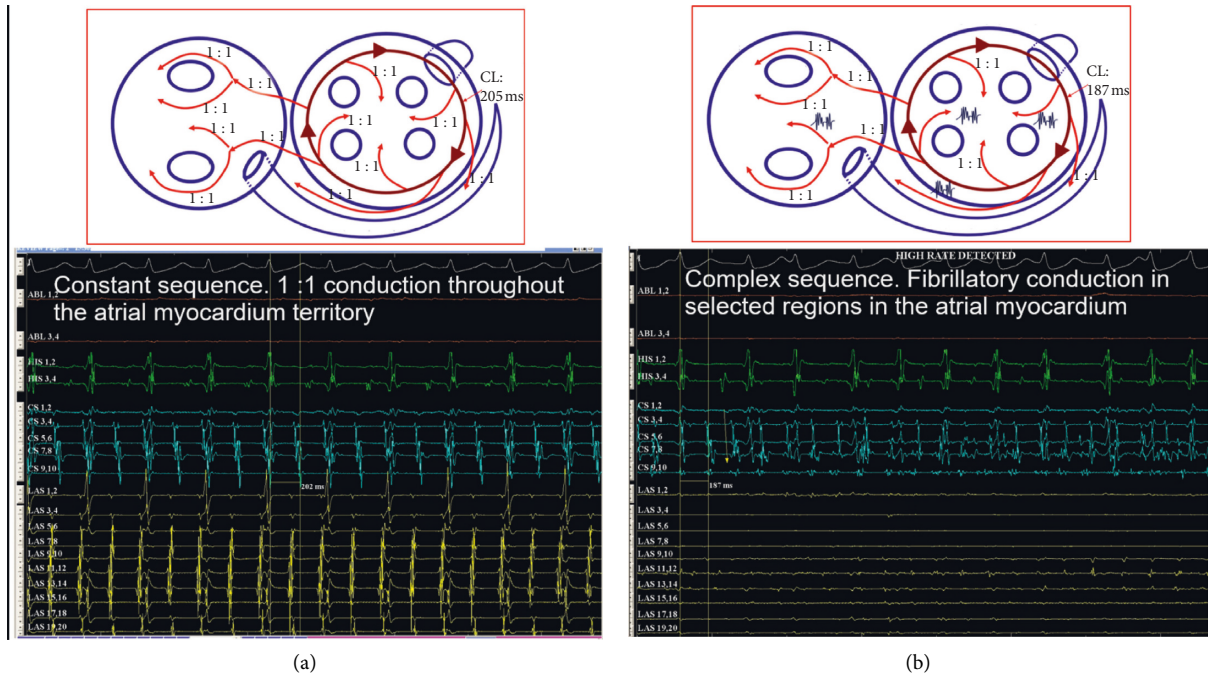 1 : 1
1 : 1
1 : 1
1 : 1
1 : 1
1 : 1
1 : 1
1 : 1
1 : 1
1 : 1
1 : 1
1 : 1
CL:
205 ms
Constant sequence. 1 :1 conduction throughout
the atrial myocardium territory
ABL 1,2
ABL 3,4
HIS 1,2
HIS 3,4
CS 1,2
CS 3,4
CS 5,6
CS 7,8
CS 9,10
202 ms
LAS 1,2
LAS 3,4
LAS 5,6
LAS 7,8
LAS 9,10
LAS 11,12
LAS 13,14
LAS 15,16
LAS 17,18
LAS 19,20
(a)
1 : 1
1 : 1
1 : 1
1 : 1
1 : 1
1 : 1
1 : 1
1 : 1
1 : 1
1 : 1
1 : 1
CL:
187 ms
HIGH RATE DETECTED
Complex sequence. Fibrillatory conduction in
selected regions in the atrial myocardium
ABL 1,2
ABL 3,4
HIS 1,2
HIS 3,4
CS 1,2
CS 3,4
CS 5,6
CS 7,8
CS 9,10
187 ms
LAS 1,2
LAS 3,4
LAS 5,6
LAS 7,8
LAS 9,10
LAS 11,12
LAS 13,14
LAS 15,16
LAS 17,18
LAS 19,20
(b)